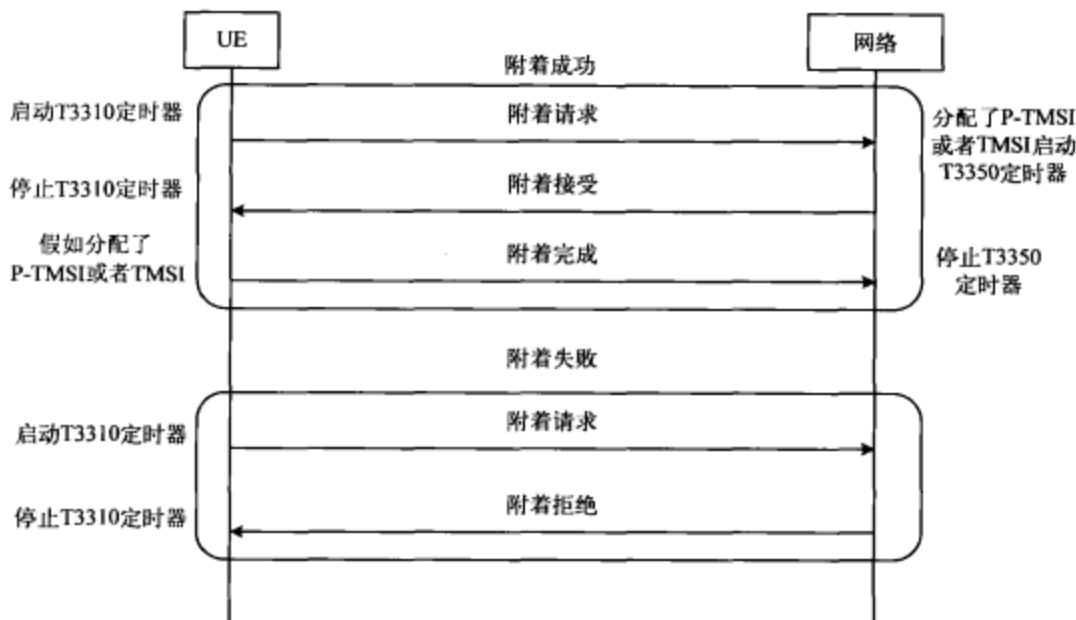 UE
网络
附着成功
启动T3310定时器
附着请求
分配了P-TMSI
或者TMSI启动
T3350定时器
停止T3310定时器
附着接受
假如分配了
P-TMSI或者TMSI
附着完成
停止T3350
定时器
附着失败
启动T3310定时器
附着请求
停止T3310定时器
附着拒绝